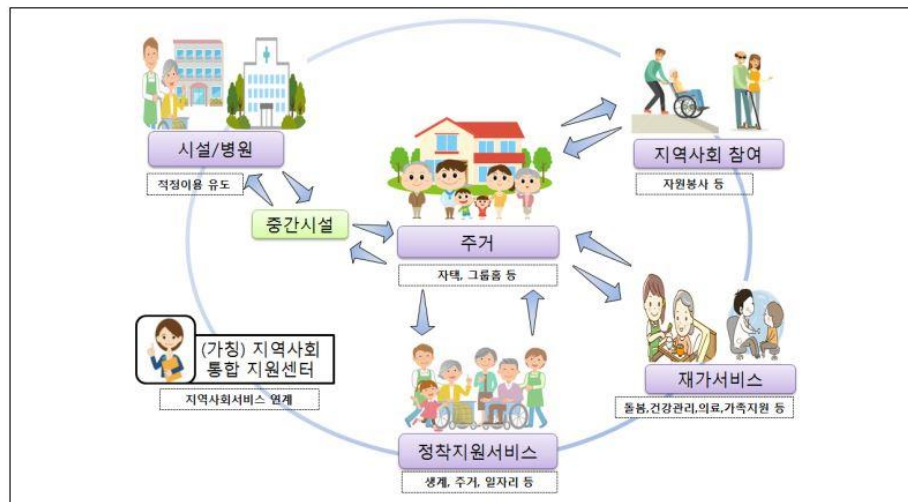 시설/병원
적정이용 유도
중간시설
주거
자택, 그룹홈 등
지역사회 참여
자원봉사 등
(가칭) 지역사회
통합 지원센터
지역사회서비스 연계
정착지원서비스
생계, 주거, 일자리 등
재가서비스
돌봄,건강관리,의료,가족지원 등